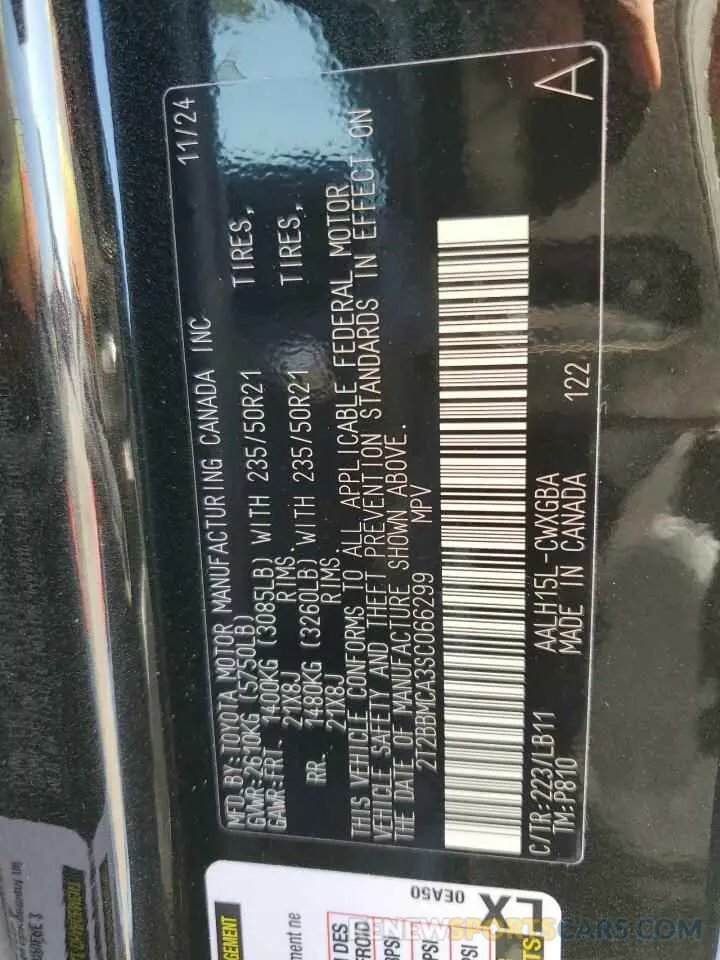 MFD BY:TOYOTA MOTOR MANUFACTURING CANADA INC 11/24
GVWR-2610KG (5750LB)
GAWR-FRT. 1400KG (3085LB) WITH 235/50R21 TIRES,
21X8J RIMS.
RR. 1480KG (3260LB) WITH 235/50R21 TIRES,
21X8J RIMS.
THIS VEHICLE CONFORMS TO ALL APPLICABLE FEDERAL MOTOR
VEHICLE SAFETY AND THEFT PREVENTION STANDARDS IN EFFECT ON
THE DATE OF MANUFACTURE SHOWN ABOVE.
2T2BBMCA3SC066299 MPV
C/TR:223/LB11 AALH15L-CWXGBA 122 A
TM:P810 MADE IN CANADA
0EA50
LX
RENEWSPORTSCARS.COM